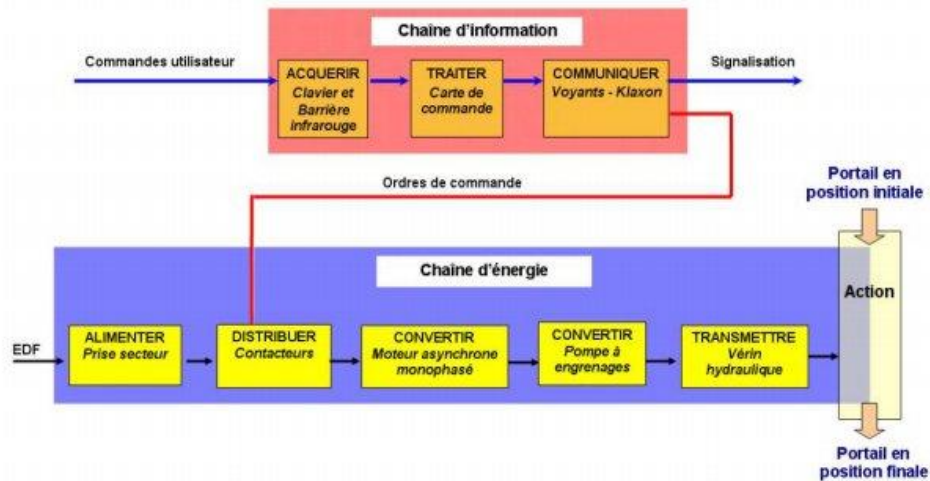 Chaîne d'information
Commandes utilisateur
Signalisation
ACQUERIR
Clavier et
Barrière
infrarouge
TRAITER
Carte de
commande
COMMUNIQUER
Voyants - Klaxon
Ordres de commande
Portail en
position initiale
Chaîne d'énergie
Action
EDF
ALIMENTER
Prise secteur
DISTRIBUER
Contacteurs
CONVERTIR
Moteur asynchrone
monophasé
CONVERTIR
Pompe à
engrenages
TRANSMETTRE
Vérin
hydraulique
Portail en
position finale